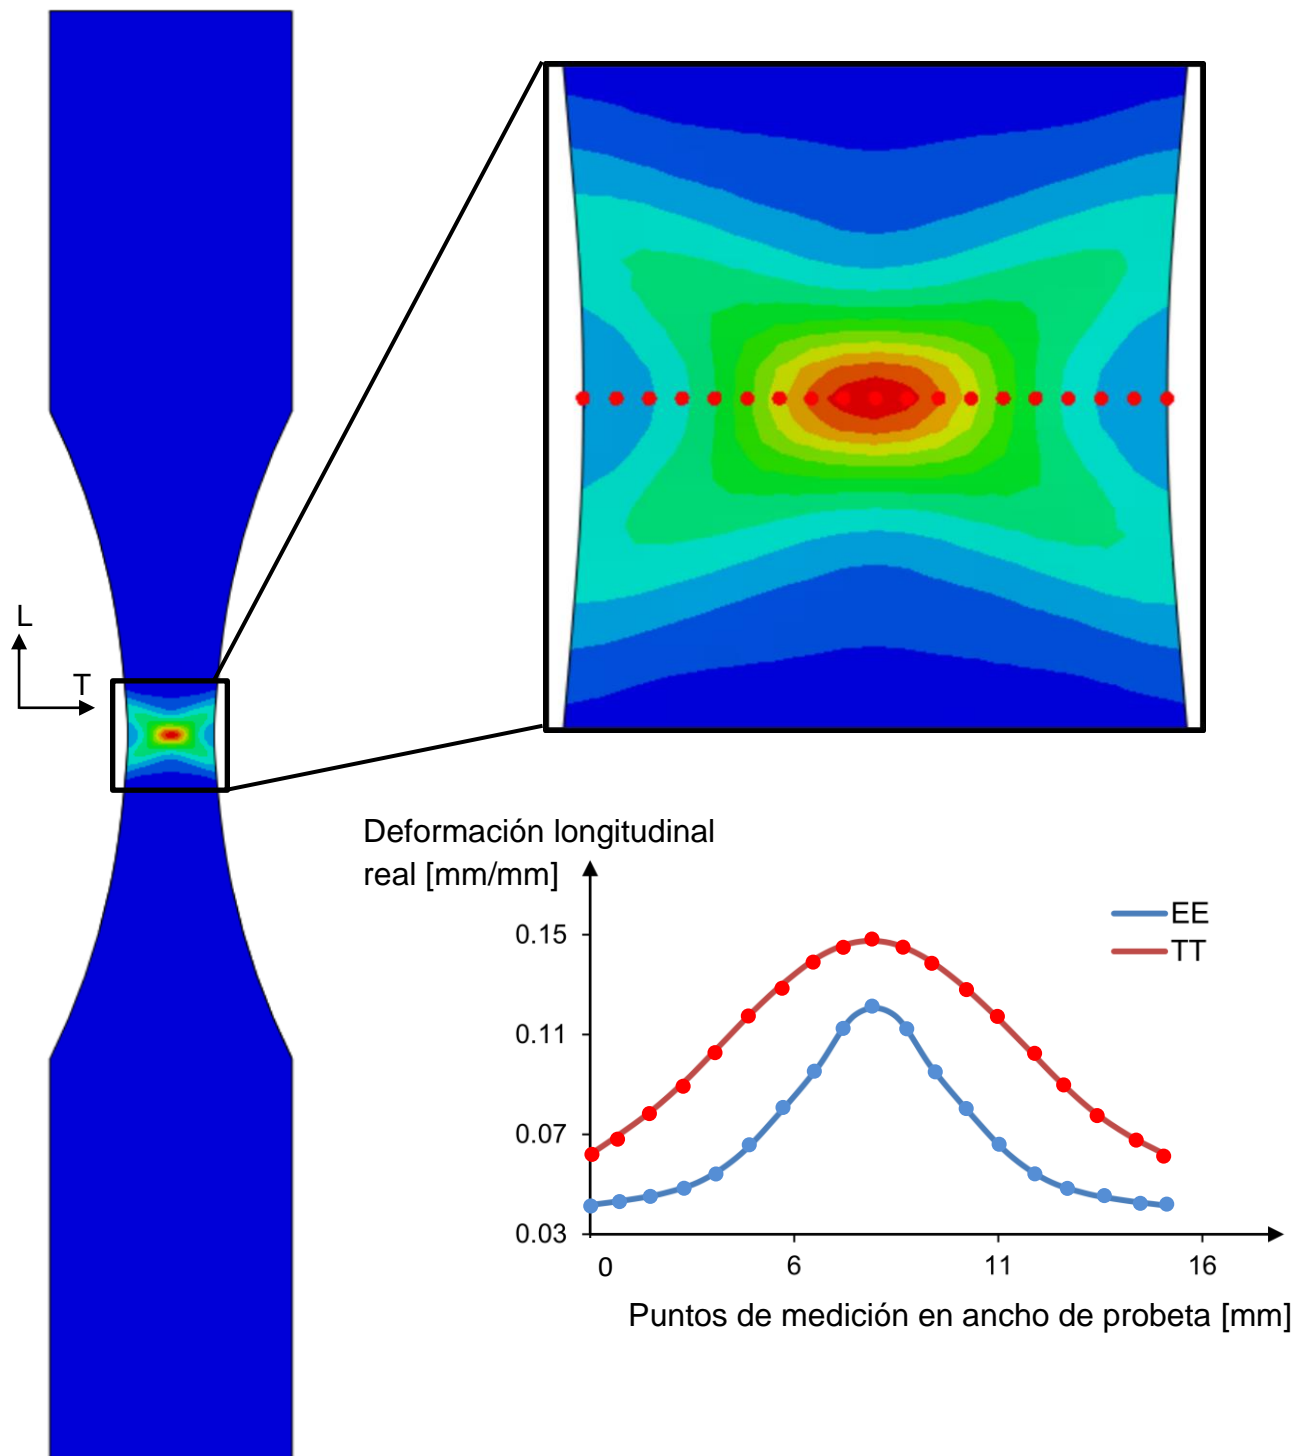 L
T
Deformación longitudinal
real [mm/mm]
EE
TT
0.15
0.11
0.07
0.03
0
6
11
16
Puntos de medición en ancho de probeta [mm]